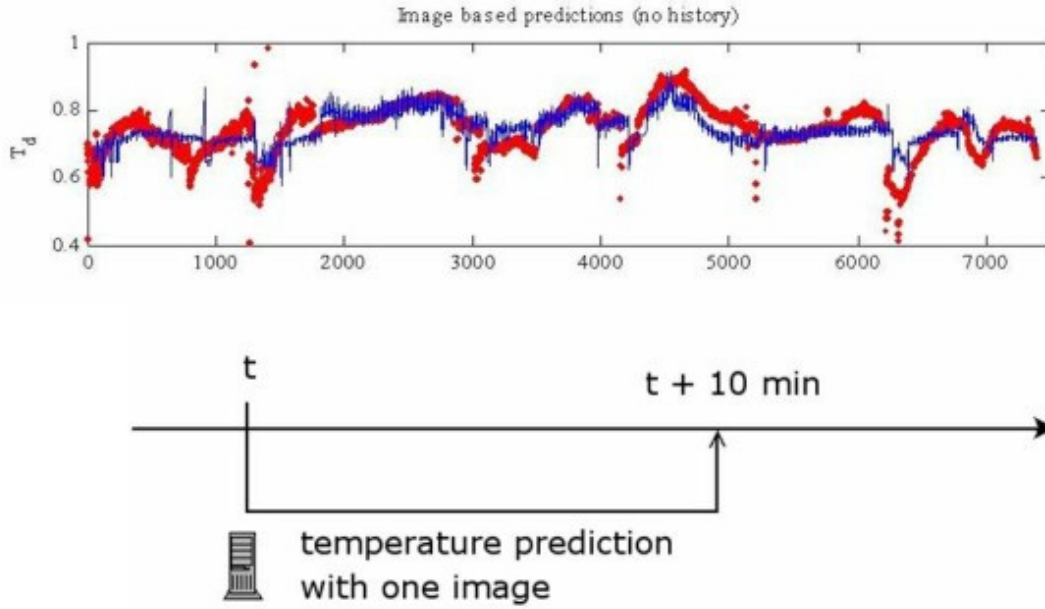 Image based predictions (no history)
1
0.8
0.6
0.4
T_d
0 1000 2000 3000 4000 5000 6000 7000
t
t + 10 min
temperature prediction
with one image